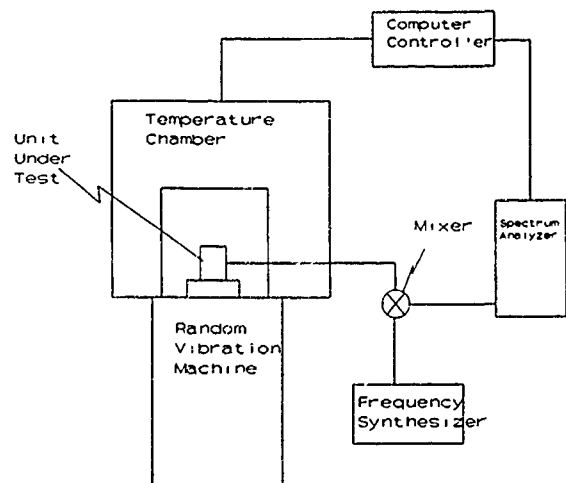 Computer
Controller
Temperature
Chamber
Unit
Under
Test
Mixer
Spectrum
Analyzer
Random
Vibration
Machine
Frequency
Synthesizer